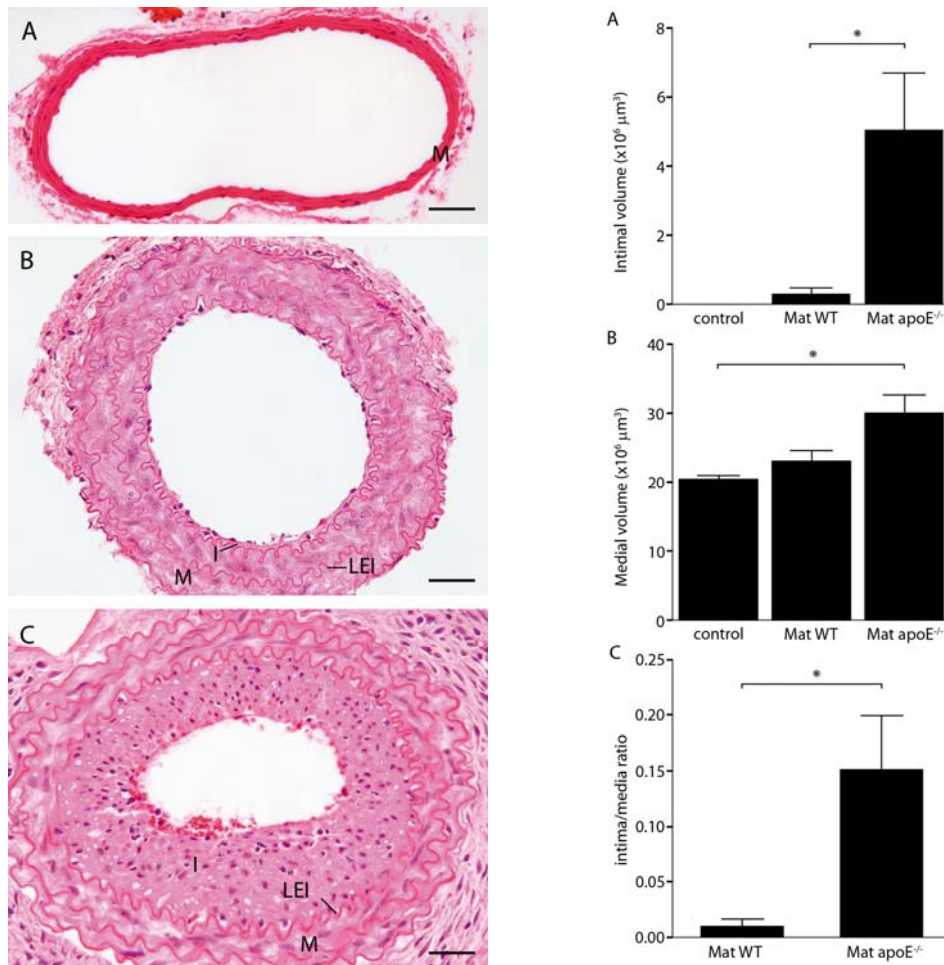 A
M
B
I
LEI
M
C
I
LEI
M
A
Intimal volume (x10⁶ μm³)
8
6
4
2
0
*
control Mat WT Mat apoE⁻/⁻
B
Medial volume (x10⁶ μm³)
40
30
20
10
0
*
control Mat WT Mat apoE⁻/⁻
C
intima/media ratio
0.25
0.20
0.15
0.10
0.05
0.00
*
Mat WT Mat apoE⁻/⁻